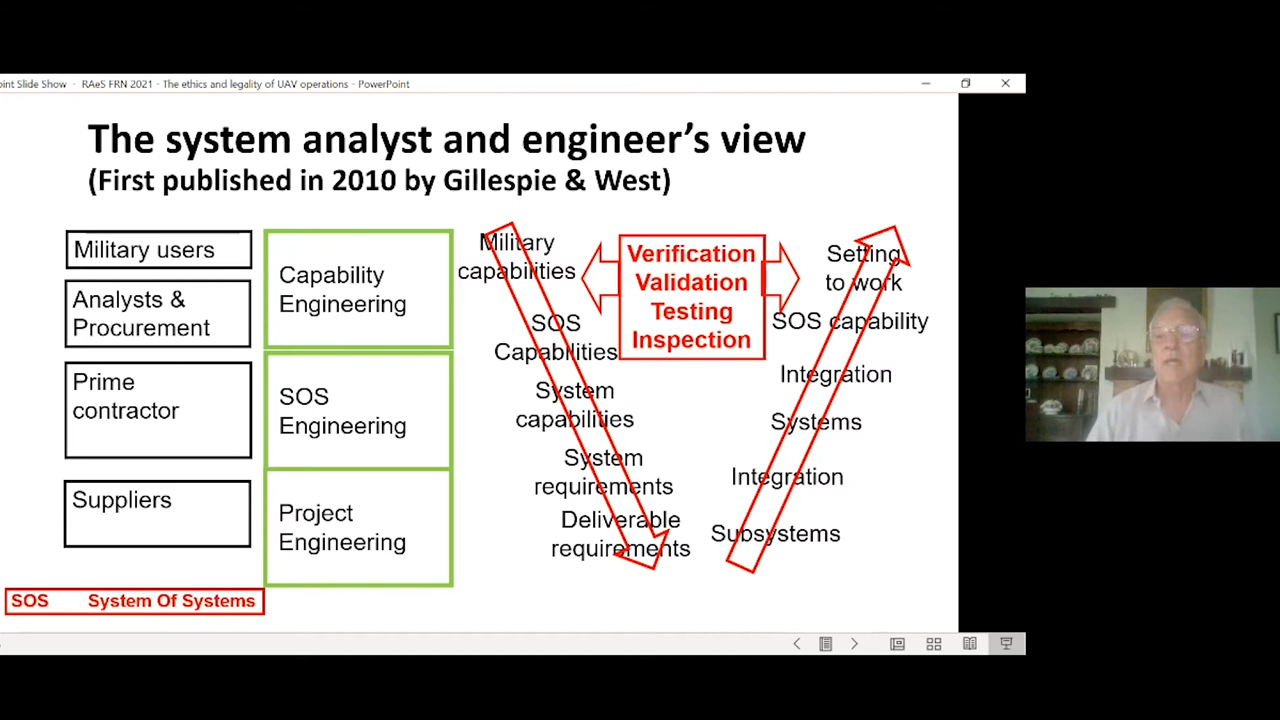 oint Slide Show - RAeS FRN 2021 - The ethics and legality of UAV operations - PowerPoint
The system analyst and engineer’s view
(First published in 2010 by Gillespie & West)
Military users
Analysts &
Procurement
Prime
contractor
Suppliers
Capability
Engineering
SOS
Engineering
Project
Engineering
Military
capabilities
SOS
Capabilities
System
capabilities
System
requirements
Deliverable
requirements
Verification
Validation
Testing
Inspection
Setting
to work
SOS capability
Integration
Systems
Integration
Subsystems
SOS System Of Systems